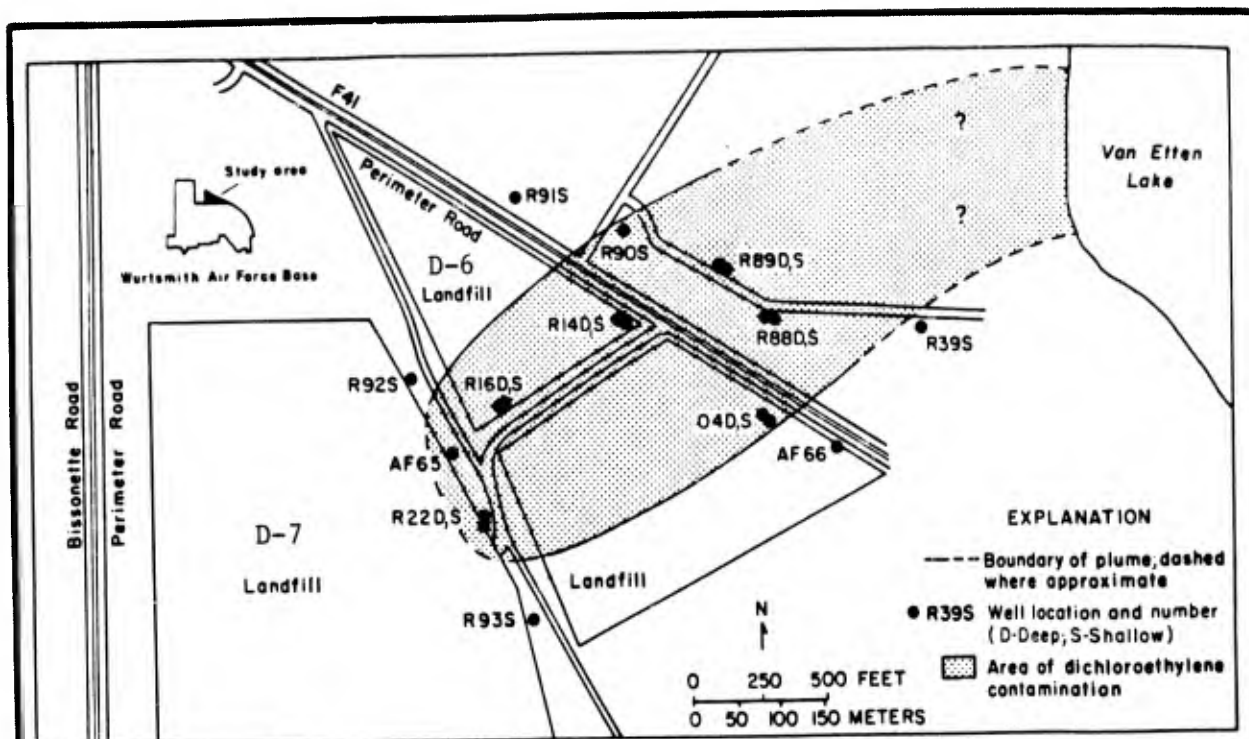 F41
Study area
Perimeter Road
R91S
Van Etten
Lake
?
?
R90S
R89D,S
Wurtsmith Air Force Base
D-6
Landfill
R14D,S
R88D,S
R39S
R92S
R16D,S
Bissonette Road
Perimeter Road
AF65
04D,S
AF66
R22D,S
D-7
Landfill
Landfill
R93S
N
EXPLANATION
Boundary of plume; dashed
where approximate
R39S Well location and number
(D-Deep; S-Shallow)
Area of dichloroethylene
contamination
0 250 500 FEET
0 50 100 150 METERS